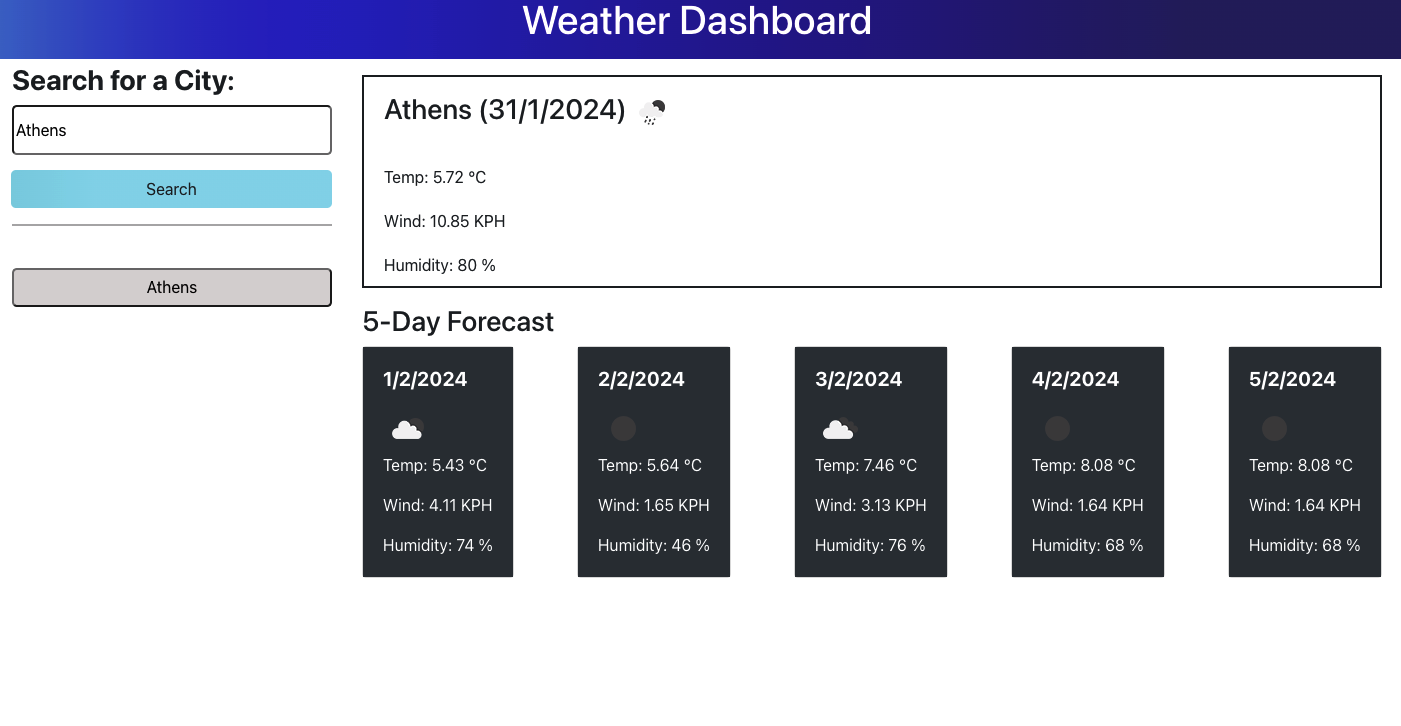 Weather Dashboard
Search for a City:
Athens
Search
Athens
Athens (31/1/2024)
Temp: 5.72 °C
Wind: 10.85 KPH
Humidity: 80 %
5-Day Forecast
1/2/2024
Temp: 5.43 °C
Wind: 4.11 KPH
Humidity: 74 %
2/2/2024
Temp: 5.64 °C
Wind: 1.65 KPH
Humidity: 46 %
3/2/2024
Temp: 7.46 °C
Wind: 3.13 KPH
Humidity: 76 %
4/2/2024
Temp: 8.08 °C
Wind: 1.64 KPH
Humidity: 68 %
5/2/2024
Temp: 8.08 °C
Wind: 1.64 KPH
Humidity: 68 %